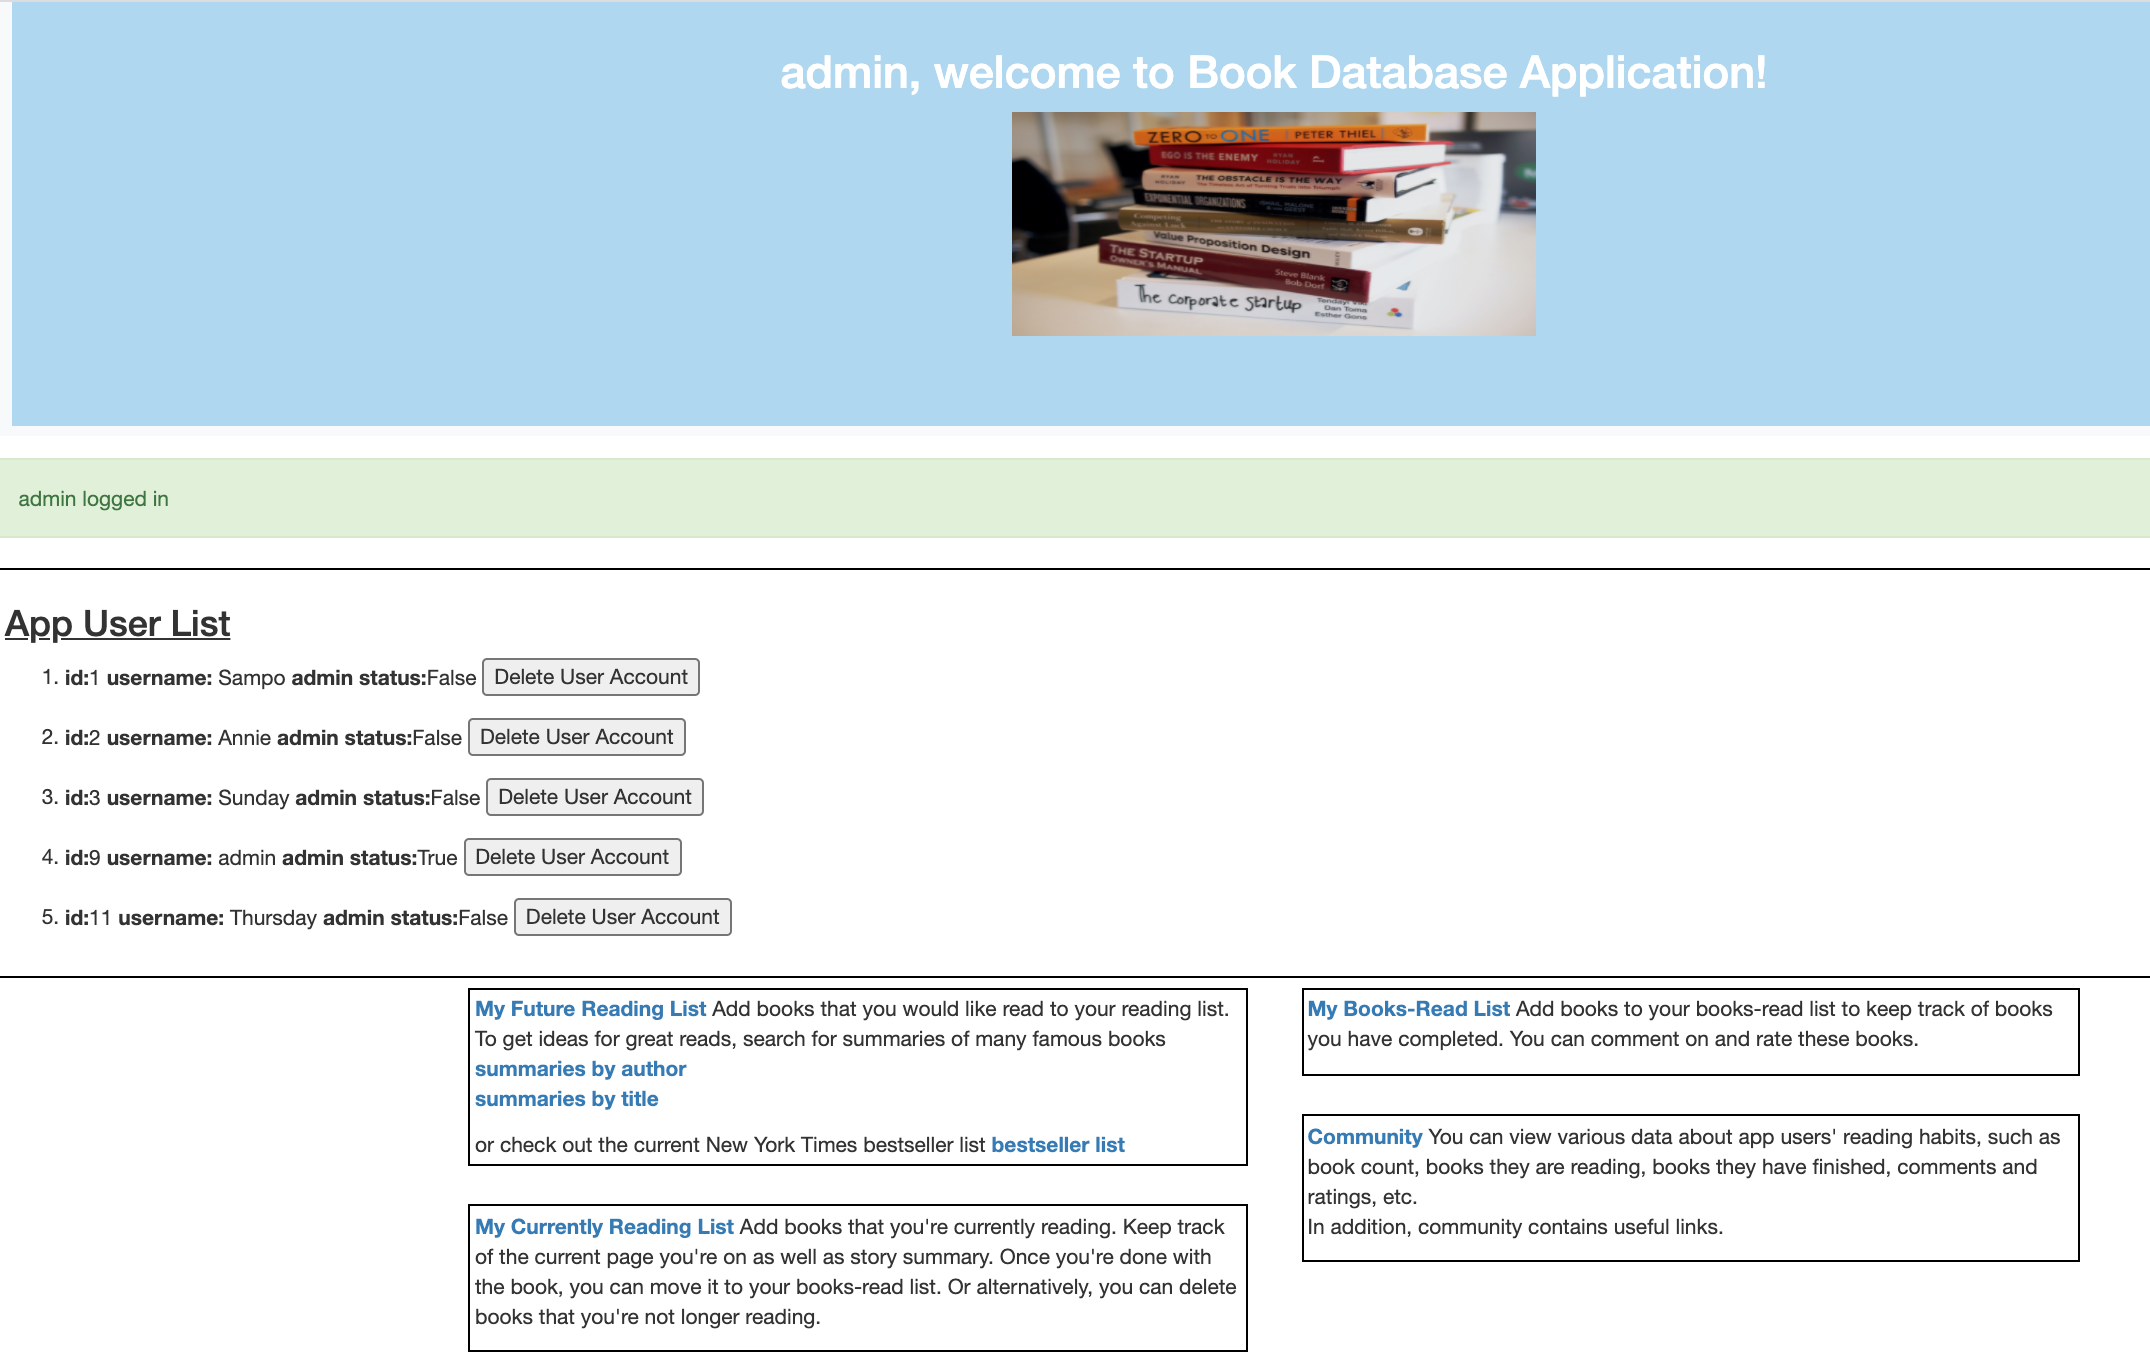 admin, welcome to Book Database Application!
ZERO TO ONE PETER THIEL
EGO IS THE ENEMY RYAN HOLIDAY
RYAN HOLIDAY THE OBSTACLE IS THE WAY
EXPONENTIAL ORGANIZATIONS
Competing Against Luck
Value Proposition Design
THE STARTUP
OWNER'S MANUAL
Steve Blank
Bob Dorf
The corporate startup
Dan Toma
Esther Gons
admin logged in
App User List
1. id:1 username: Sampo admin status:False Delete User Account
2. id:2 username: Annie admin status:False Delete User Account
3. id:3 username: Sunday admin status:False Delete User Account
4. id:9 username: admin admin status:True Delete User Account
5. id:11 username: Thursday admin status:False Delete User Account
My Future Reading List Add books that you would like read to your reading list.
To get ideas for great reads, search for summaries of many famous books
summaries by author
summaries by title
or check out the current New York Times bestseller list bestseller list
My Currently Reading List Add books that you're currently reading. Keep track
of the current page you're on as well as story summary. Once you're done with
the book, you can move it to your books-read list. Or alternatively, you can delete
books that you're not longer reading.
My Books-Read List Add books to your books-read list to keep track of books
you have completed. You can comment on and rate these books.
Community You can view various data about app users' reading habits, such as
book count, books they are reading, books they have finished, comments and
ratings, etc.
In addition, community contains useful links.